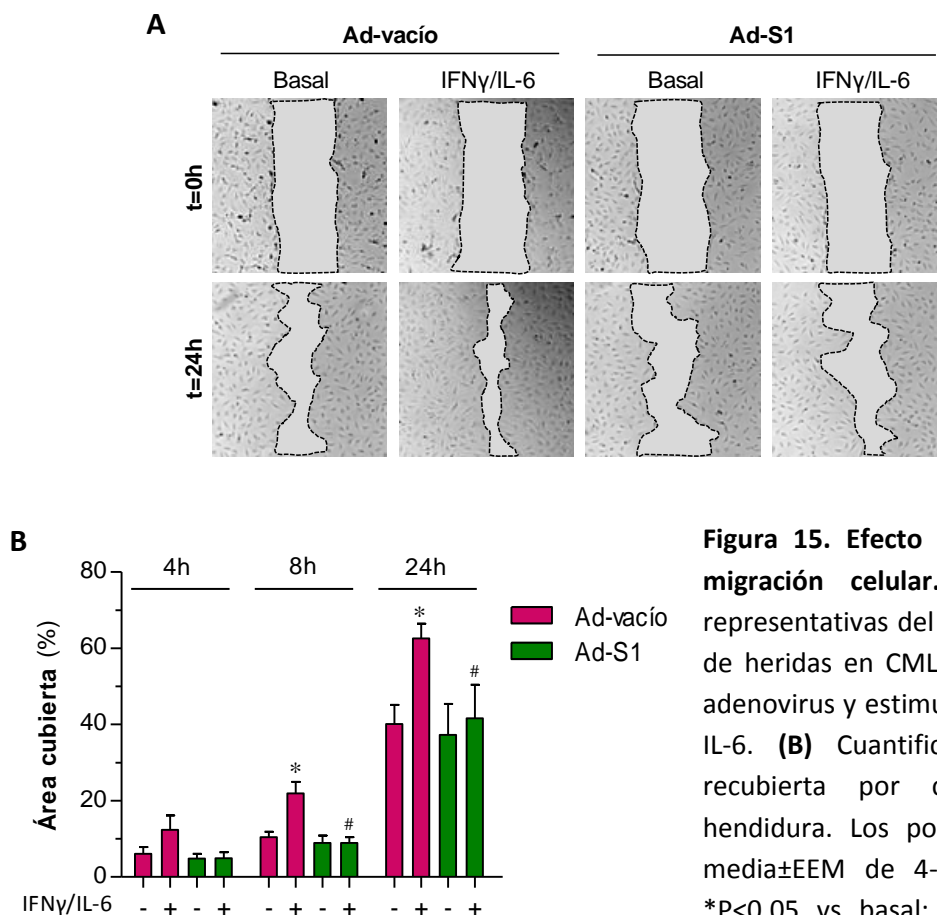 A
Ad-vacío Ad-S1
Basal IFNγ/IL-6 Basal IFNγ/IL-6
t=0h
t=24h
B
4h 8h 24h
80
60
40
20
0
Área cubierta (%)
* * # #
Ad-vacío
Ad-S1
IFNγ/IL-6 - + - + - + - + - + - +
Figura 15. Efecto
migración celular.
representativas del
de heridas en CML
adenovirus y estimu
IL-6. (B) Cuantific
recubierta por c
hendidura. Los po
media±EEM de 4-
*P<0.05 vs basal: